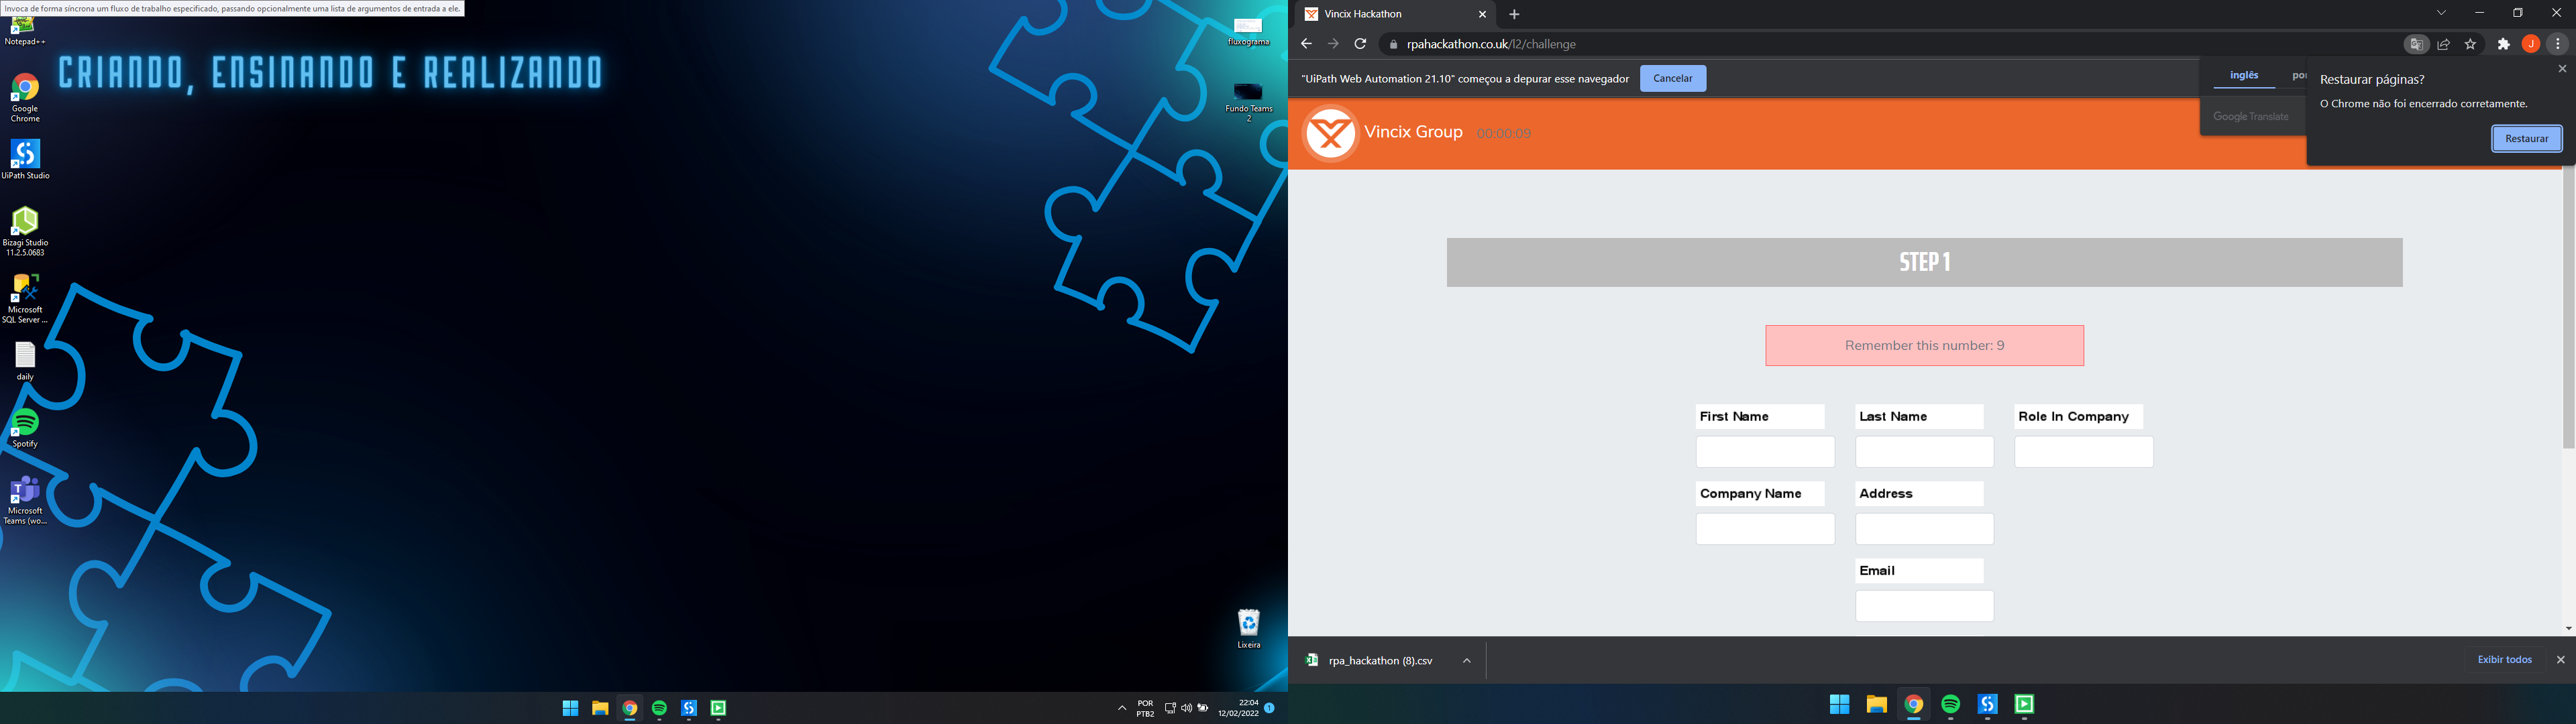 Invoca de forma síncrona um fluxo de trabalho especificado, passando opcionalmente uma lista de argumentos de entrada a ele.
Notepad++
CRIANDO, ENSINANDO E REALIZANDO
Google
Chrome
UiPath Studio
Bizagi Studio
11.2.5.0683
Microsoft
SQL Server ...
daily
Spotify
Microsoft
Teams (wo...
fluxograma
Fundo Teams
2
Lixeira
POR
PTB2
22:04
12/02/2022
1
Vincix Hackathon
rpahackathon.co.uk/l2/challenge
J
"UiPath Web Automation 21.10" começou a depurar esse navegador
Cancelar
inglês
po
Google Translate
Restaurar páginas?
O Chrome não foi encerrado corretamente.
Restaurar
Vincix Group
00:00:09
STEP 1
Remember this number: 9
First Name
Last Name
Role In Company
Company Name
Address
Email
rpa_hackathon (8).csv
Exibir todos